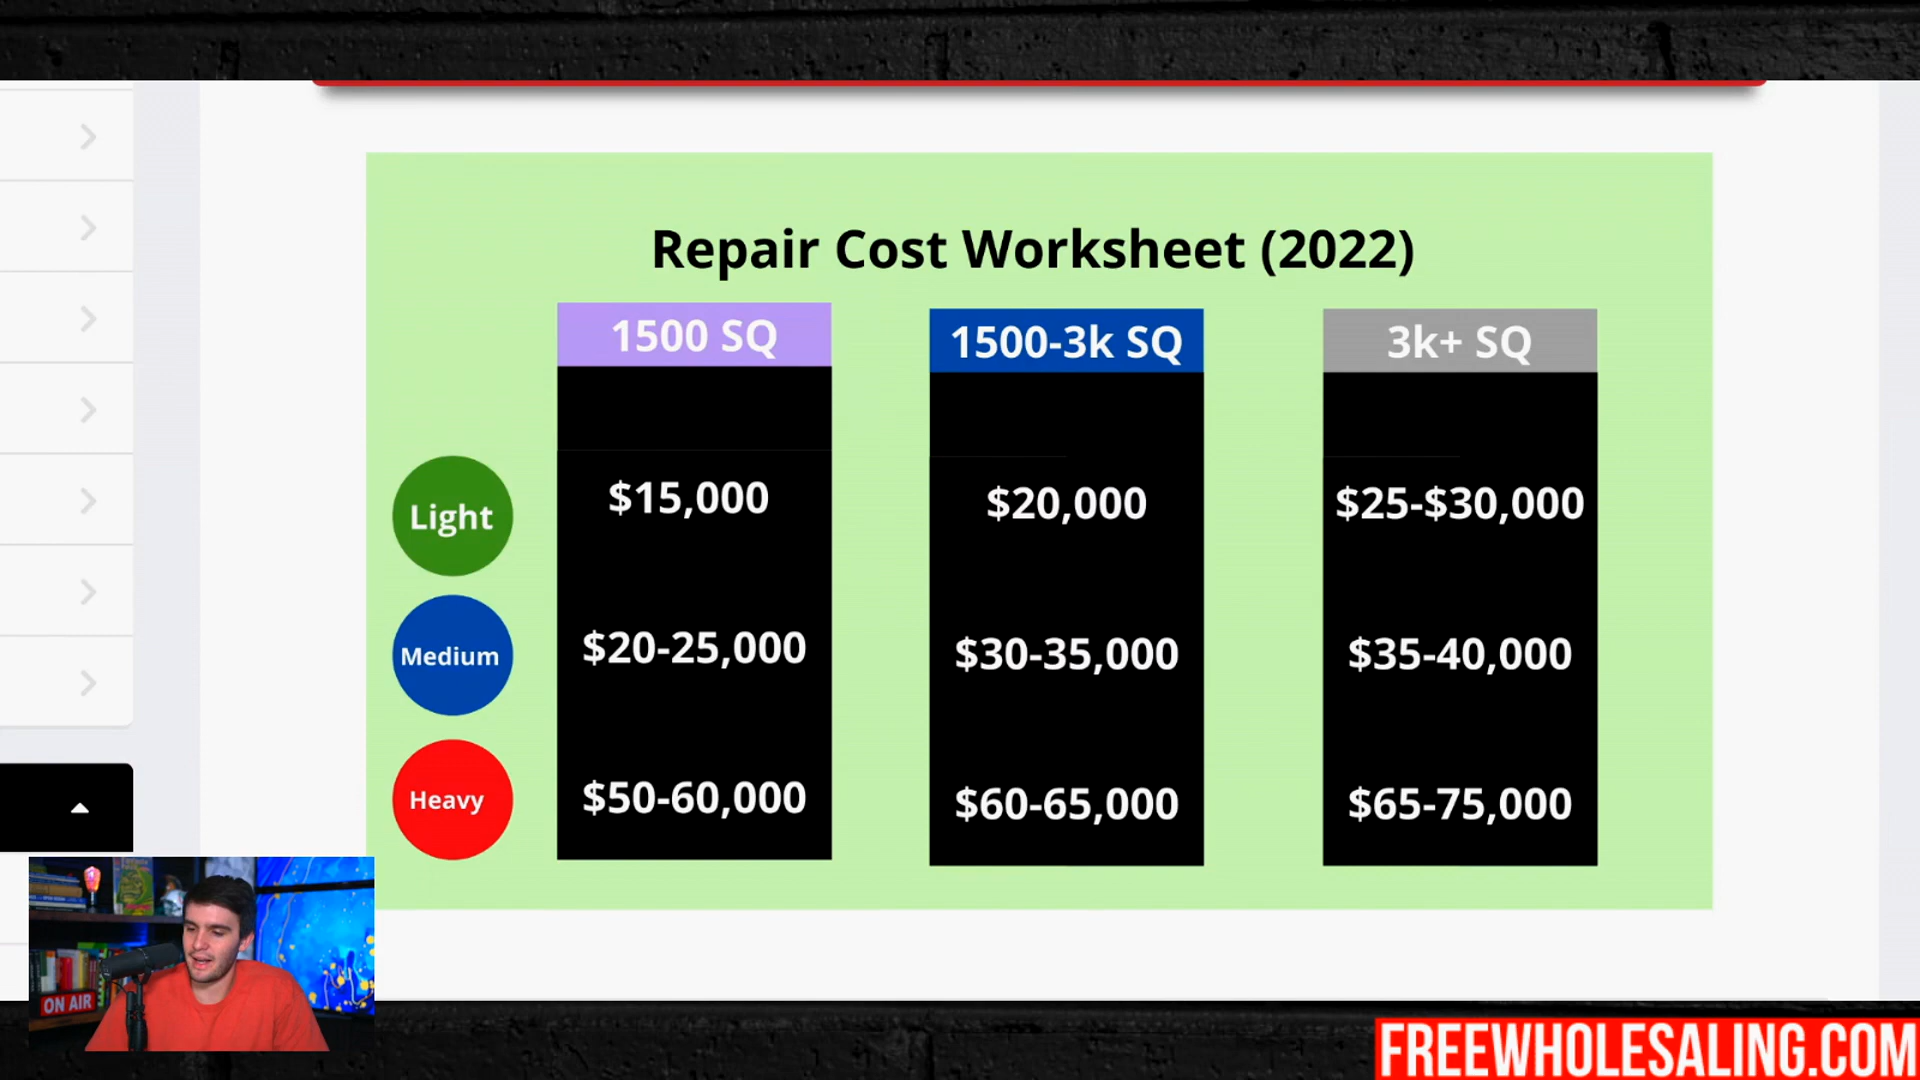 Repair Cost Worksheet (2022)
1500 SQ
1500-3k SQ
3k+ SQ
Light
$15,000
$20,000
$25-$30,000
Medium
$20-25,000
$30-35,000
$35-40,000
Heavy
$50-60,000
$60-65,000
$65-75,000
ON AIR
FREEWHOLESALING.COM